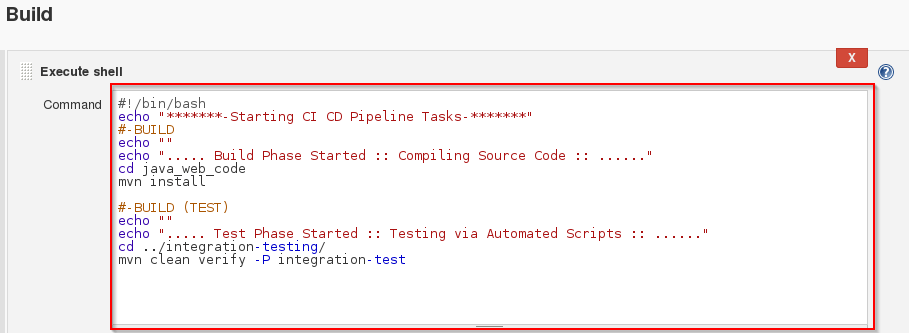 Build
X
Execute shell
?
Command
#!/bin/bash
echo "*******-Starting CI CD Pipeline Tasks-*******"
#-BUILD
echo ""
echo "..... Build Phase Started :: Compiling Source Code :: ......"
cd java_web_code
mvn install
#-BUILD (TEST)
echo ""
echo "..... Test Phase Started :: Testing via Automated Scripts :: ......"
cd ../integration-testing/
mvn clean verify -P integration-test